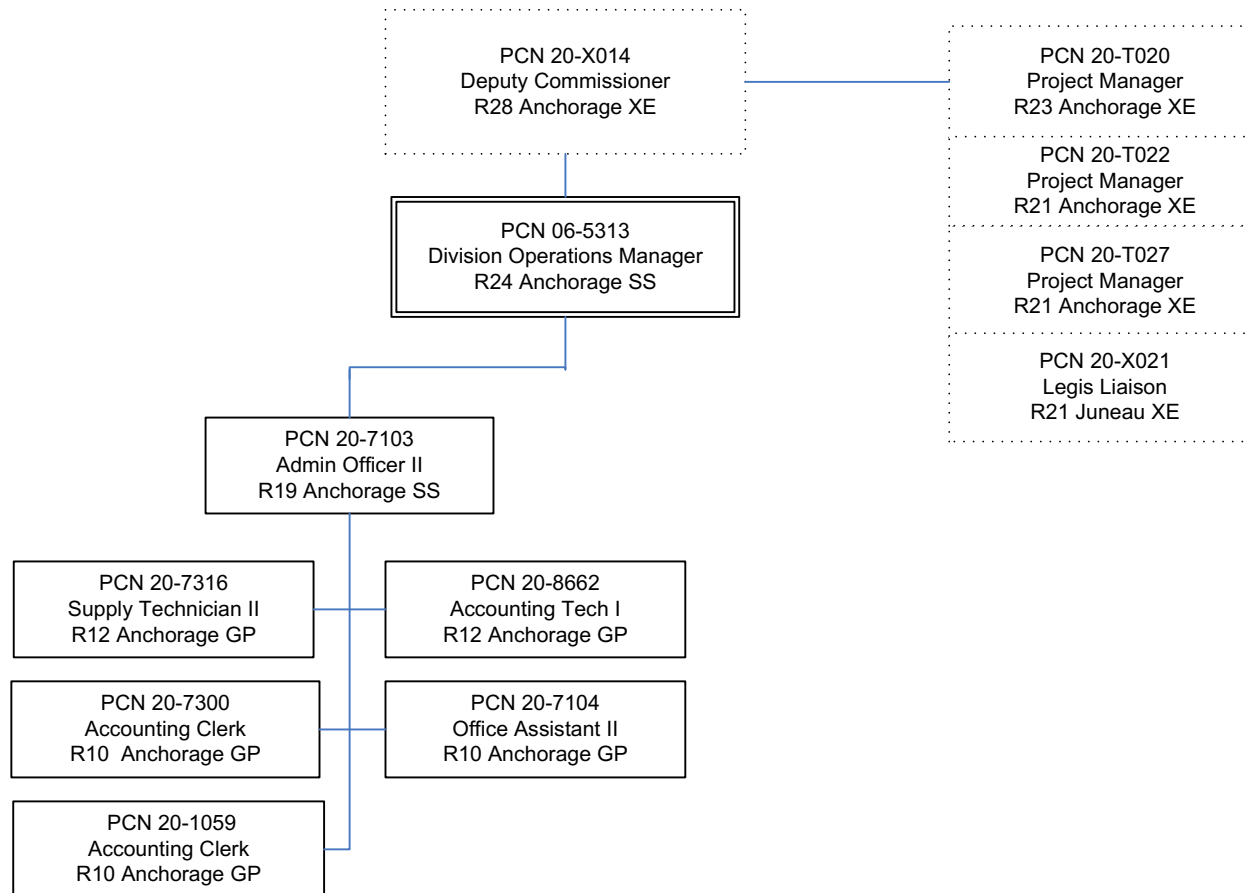 PCN 20-X014
Deputy Commissioner
R28 Anchorage XE
PCN 20-T020
Project Manager
R23 Anchorage XE
PCN 20-T022
Project Manager
R21 Anchorage XE
PCN 06-5313
Division Operations Manager
R24 Anchorage SS
PCN 20-T027
Project Manager
R21 Anchorage XE
PCN 20-X021
Legis Liaison
R21 Juneau XE
PCN 20-7103
Admin Officer II
R19 Anchorage SS
PCN 20-7316
Supply Technician II
R12 Anchorage GP
PCN 20-8662
Accounting Tech I
R12 Anchorage GP
PCN 20-7300
Accounting Clerk
R10  Anchorage GP
PCN 20-7104
Office Assistant II
R10 Anchorage GP
PCN 20-1059
Accounting Clerk
R10 Anchorage GP